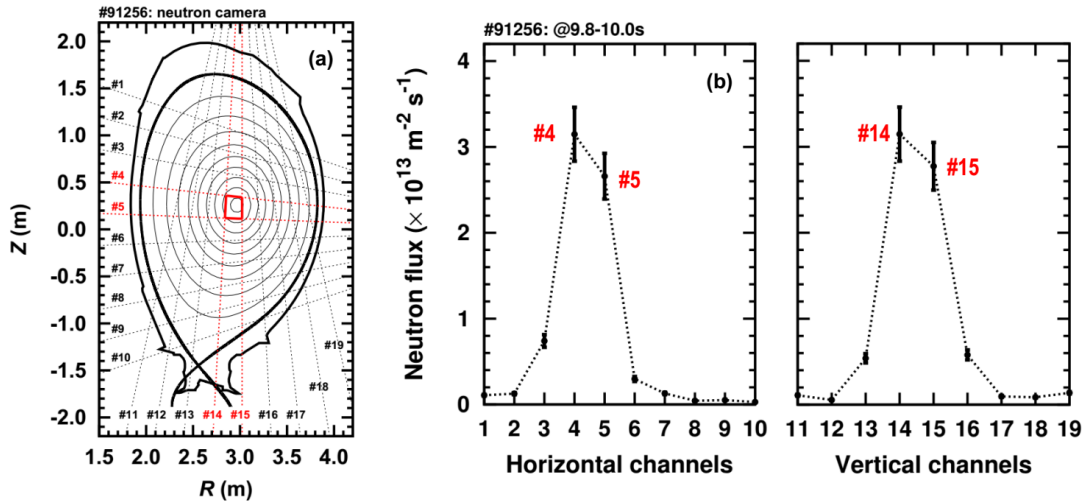 #91256: neutron camera
(a)
Z (m)
2.0
1.5
1.0
0.5
0.0
-0.5
-1.0
-1.5
-2.0
#1
#2
#3
#4
#5
#6
#7
#8
#9
#10
#19
#18
#11 #12 #13 #14 #15 #16 #17
1.5 2.0 2.5 3.0 3.5 4.0
R (m)
#91256: @9.8-10.0s
(b)
Neutron flux (× 10¹³ m⁻² s⁻¹)
4
3
2
1
0
#4
#5
1 2 3 4 5 6 7 8 9 10
Horizontal channels
#14
#15
11 12 13 14 15 16 17 18 19
Vertical channels